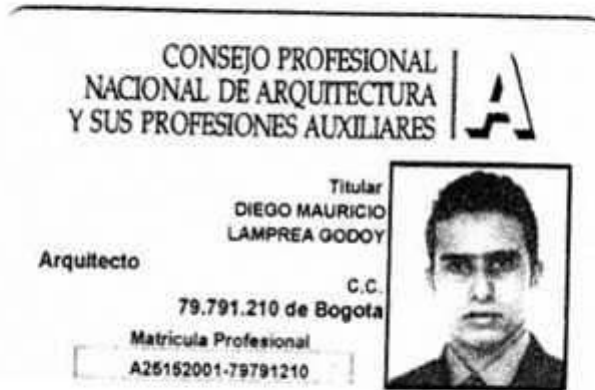 CONSEJO PROFESIONAL
NACIONAL DE ARQUITECTURA
Y SUS PROFESIONES AUXILIARES
A
Titular
DIEGO MAURICIO
LAMPREA GODOY
Arquitecto
C.C.
79.791.210 de Bogota
Matricula Profesional
A25152001-79791210